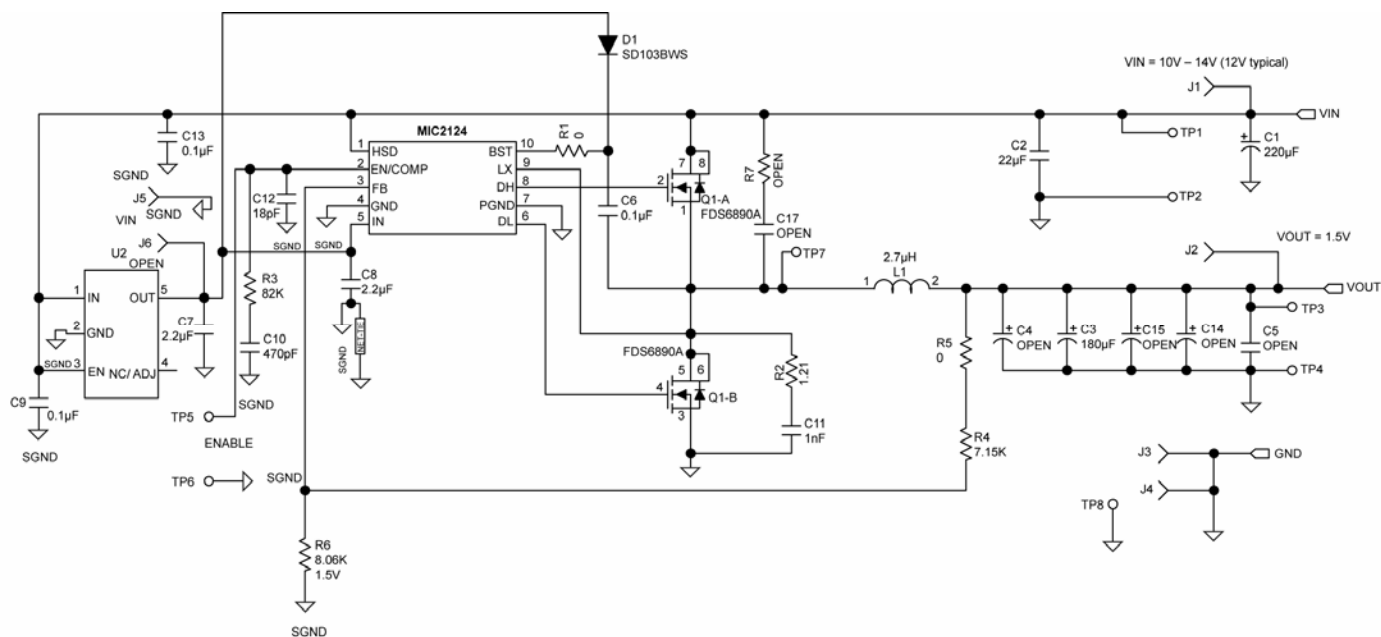 D1
SD103BWS
VIN = 10V – 14V (12V typical)
J1
VIN
C13
0.1µF
MIC2124
R1
0
TP1
C1
220µF
C2
22µF
R7
OPEN
1
HSD
BST
10
2
EN/COMP
LX
9
3
FB
DH
8
4
GND
PGND
7
5
IN
DL
6
SGND
J5
SGND
C12
18pF
C6
0.1µF
7
8
2
1
Q1-A
FDS6890A
C17
OPEN
TP2
VIN
J6
U2
OPEN
SGND
SGND
TP7
J2
VOUT = 1.5V
2.7µH
1
L1
2
VOUT
1
IN
OUT
5
2
GND
3
EN
NC/ ADJ
4
SGND
C7
2.2µF
R3
82K
C8
2.2µF
SGND
NET-TIE
C10
470pF
SGND
TP3
C4
OPEN
C3
180µF
C15
OPEN
C14
OPEN
C5
OPEN
TP4
R5
0
FDS6890A
5
6
4
3
Q1-B
R2
1.21
C11
1nF
C9
0.1µF
SGND
TP5
ENABLE
TP6
SGND
R4
7.15K
J3
GND
J4
TP8
R6
8.06K
1.5V
SGND